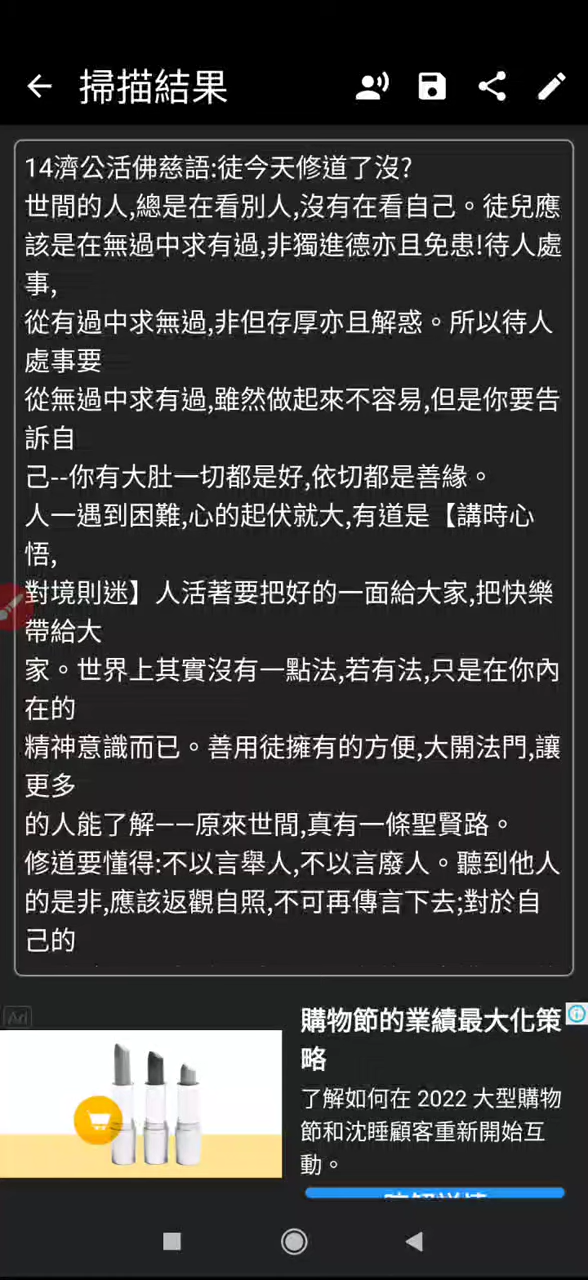 掃描結果
14濟公活佛慈語:徒今天修道了沒?
世間的人,總是在看別人,沒有在看自己。徒兒應
該是在無過中求有過,非獨進德亦且免患!待人處
事,
從有過中求無過,非但存厚亦且解惑。所以待人
處事要
從無過中求有過,雖然做起來不容易,但是你要告
訴自
己--你有大肚一切都是好,依切都是善緣。
人一遇到困難,心的起伏就大,有道是【講時心
悟,
對境則迷】人活著要把好的一面給大家,把快樂
帶給大
家。世界上其實沒有一點法,若有法,只是在你內
在的
精神意識而已。善用徒擁有的方便,大開法門,讓
更多
的人能了解——原來世間,真有一條聖賢路。
修道要懂得:不以言舉人,不以言廢人。聽到他人
的是非,應該返觀自照,不可再傳言下去;對於自
己的
Ad
購物節的業績最大化策
略
了解如何在 2022 大型購物
節和沈睡顧客重新開始互
動。